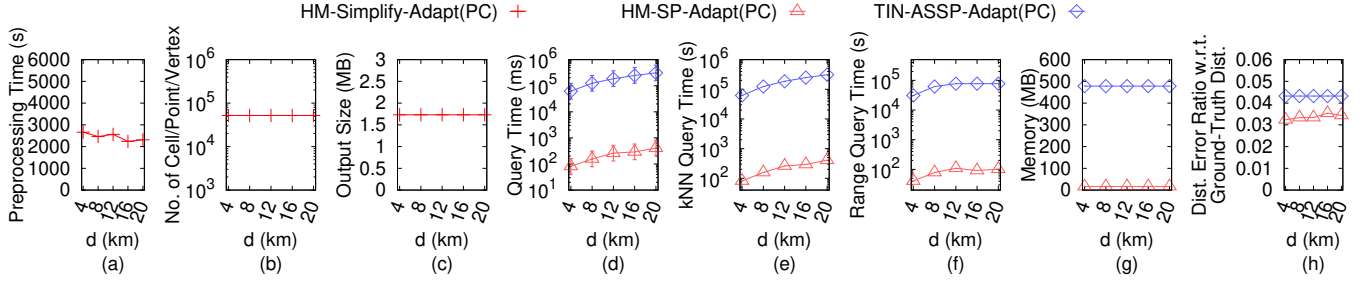 HM-Simplify-Adapt(PC)
HM-SP-Adapt(PC)
TIN-ASSP-Adapt(PC)
Preprocessing Time (s)
6000
5000
4000
3000
2000
1000
0
4 8 12 16 20
d (km)
(a)
No. of Cell/Point/Vertex
10^6
10^5
10^4
10^3
4 8 12 16 20
d (km)
(b)
Output Size (MB)
3
2.5
2
1.5
1
0.5
0
4 8 12 16 20
d (km)
(c)
Query Time (ms)
10^6
10^5
10^4
10^3
10^2
10^1
4 8 12 16 20
d (km)
(d)
kNN Query Time (s)
10^6
10^5
10^4
10^3
10^2
4 8 12 16 20
d (km)
(e)
Range Query Time (s)
10^5
10^4
10^3
10^2
4 8 12 16 20
d (km)
(f)
Memory (MB)
600
500
400
300
200
100
0
4 8 12 16 20
d (km)
(g)
Dist. Error Ratio w.r.t.
Ground-Truth Dist.
0.06
0.05
0.04
0.03
0.02
0.01
0
4 8 12 16 20
d (km)
(h)